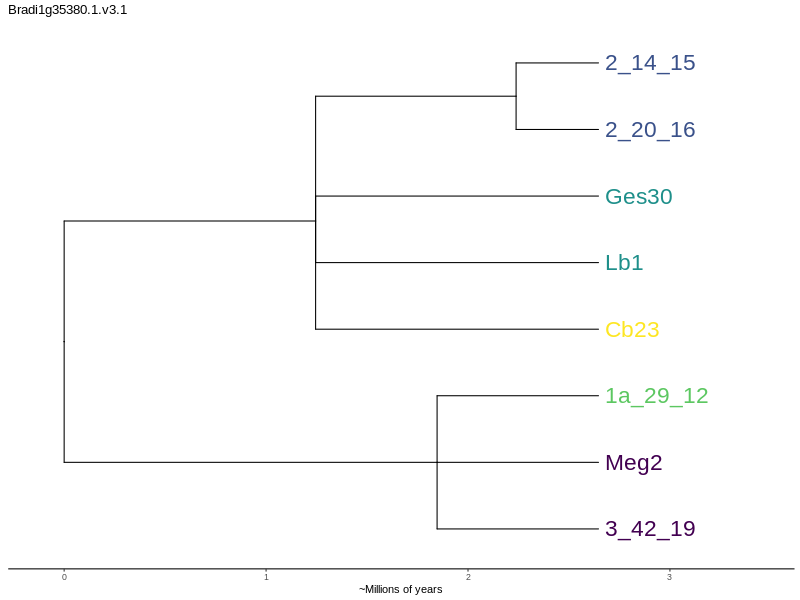 Bradi1g35380.1.v3.1
2_14_15
2_20_16
Ges30
Lb1
Cb23
1a_29_12
Meg2
3_42_19
0 1 2 3
~Millions of years